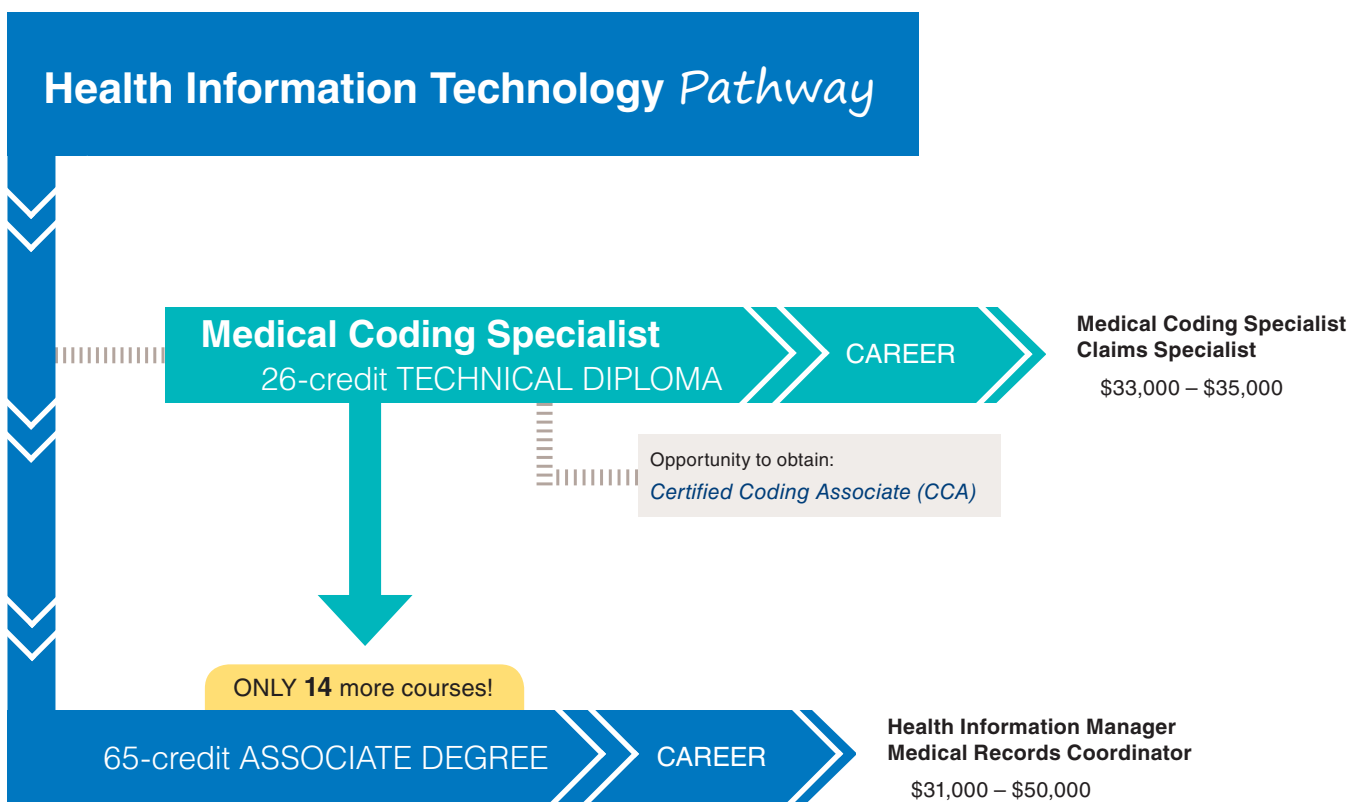 Health Information Technology Pathway
Medical Coding Specialist
26-credit TECHNICAL DIPLOMA
CAREER
Medical Coding Specialist
Claims Specialist
$33,000 – $35,000
Opportunity to obtain:
Certified Coding Associate (CCA)
ONLY 14 more courses!
65-credit ASSOCIATE DEGREE
CAREER
Health Information Manager
Medical Records Coordinator
$31,000 – $50,000